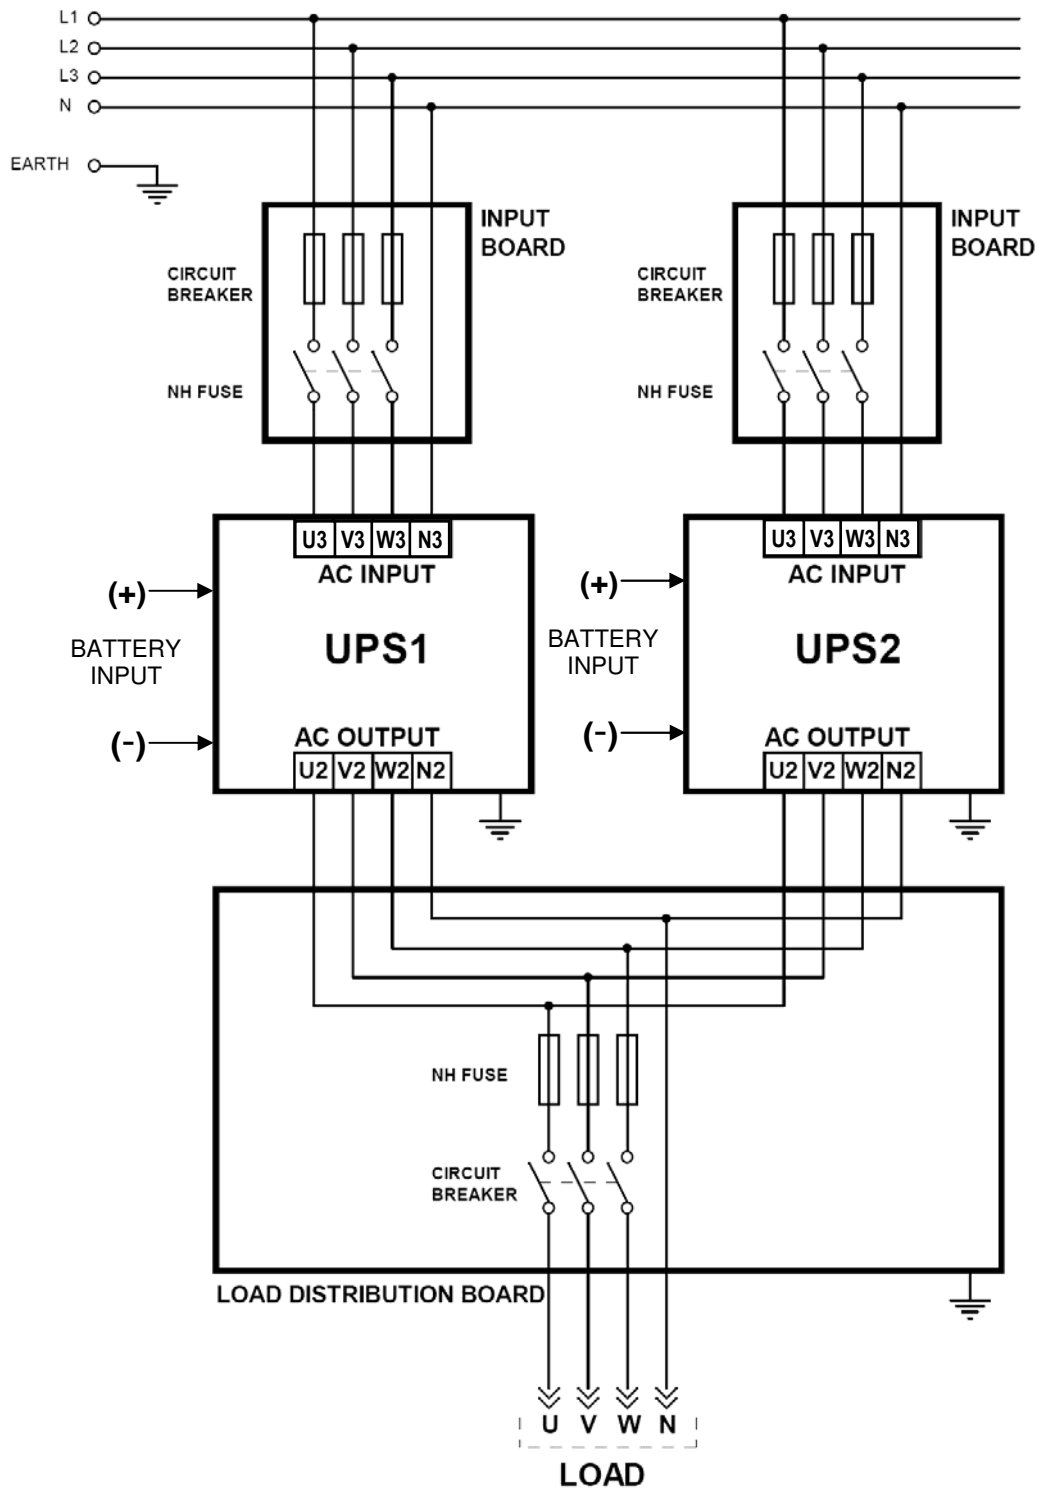 L1
L2
L3
N
EARTH
INPUT
BOARD
CIRCUIT
BREAKER
NH FUSE
INPUT
BOARD
CIRCUIT
BREAKER
NH FUSE
U3 V3 W3 N3
AC INPUT
(+)
BATTERY
INPUT
UPS1
(-)
AC OUTPUT
U2 V2 W2 N2
U3 V3 W3 N3
AC INPUT
(+)
BATTERY
INPUT
UPS2
(-)
AC OUTPUT
U2 V2 W2 N2
NH FUSE
CIRCUIT
BREAKER
LOAD DISTRIBUTION BOARD
U V W N
LOAD